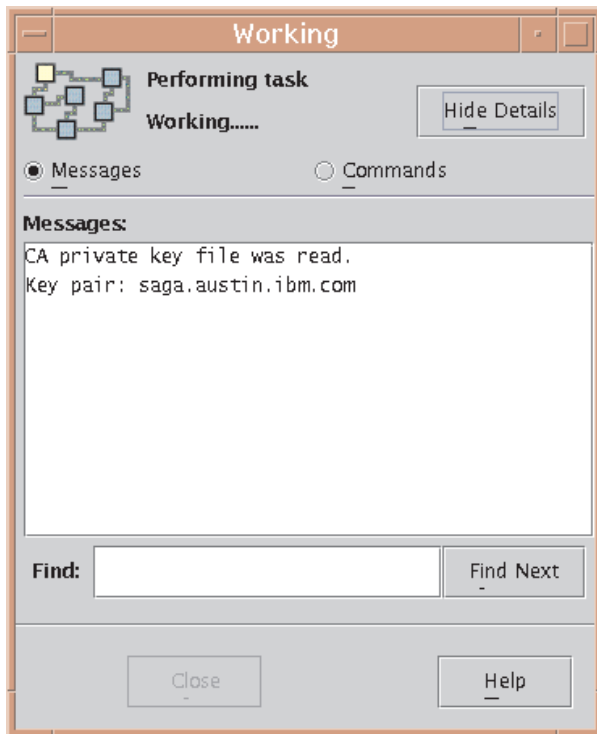 Working
Performing task
Working......
Hide Details
Messages
Commands
Messages:
CA private key file was read.
Key pair: saga.austin.ibm.com
Find:
Find Next
Close
Help